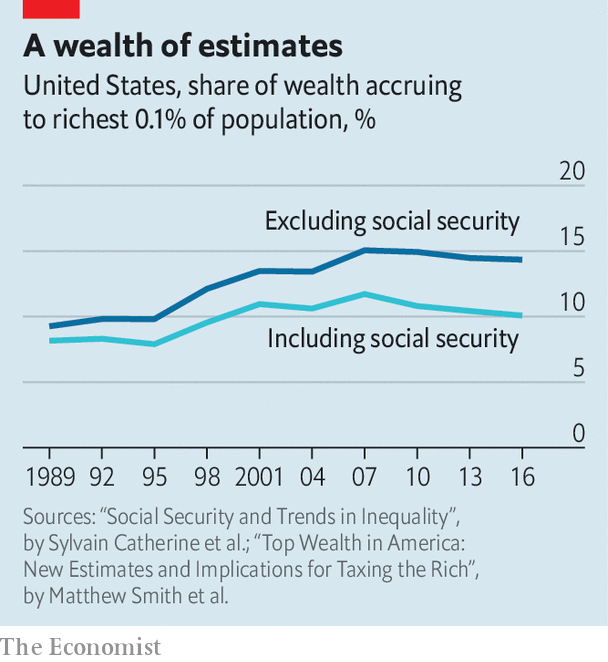 A wealth of estimates
United States, share of wealth accruing
to richest 0.1% of population, %
20
Excluding social security
15
10
Including social security
5
0
1989 92 95 98 2001 04 07 10 13 16
Sources: “Social Security and Trends in Inequality”,
by Sylvain Catherine et al.; “Top Wealth in America:
New Estimates and Implications for Taxing the Rich”,
by Matthew Smith et al.
The Economist